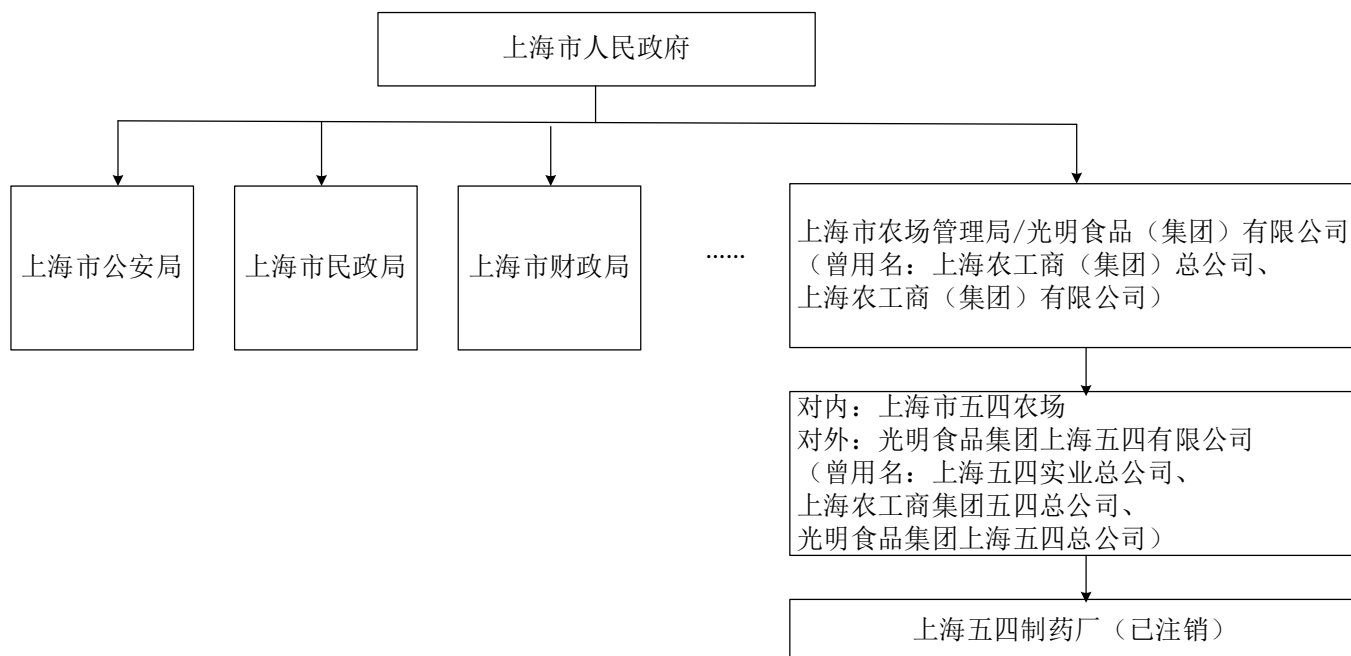 上海市人民政府
上海市公安局
上海市民政局
上海市财政局
……
上海市农场管理局/光明食品（集团）有限公司
（曾用名：上海农工商（集团）总公司、
上海农工商（集团）有限公司）
对内：上海市五四农场
对外：光明食品集团上海五四有限公司
（曾用名：上海五四实业总公司、
上海农工商集团五四总公司、
光明食品集团上海五四总公司）
上海五四制药厂（已注销）